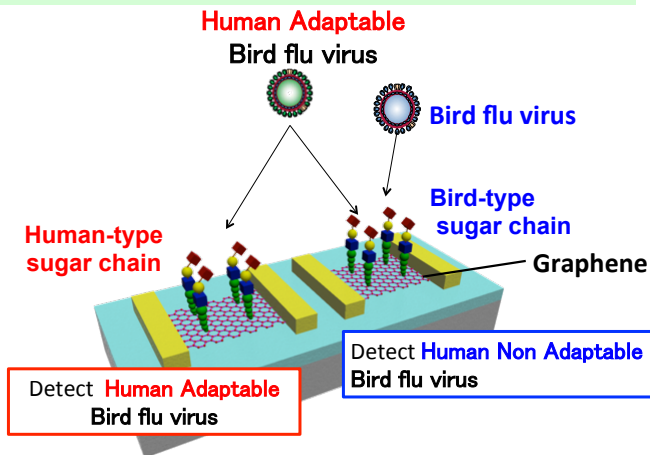 Human Adaptable
Bird flu virus
Bird flu virus
Bird-type
sugar chain
Human-type
sugar chain
Graphene
Detect Human Non Adaptable
Bird flu virus
Detect Human Adaptable
Bird flu virus